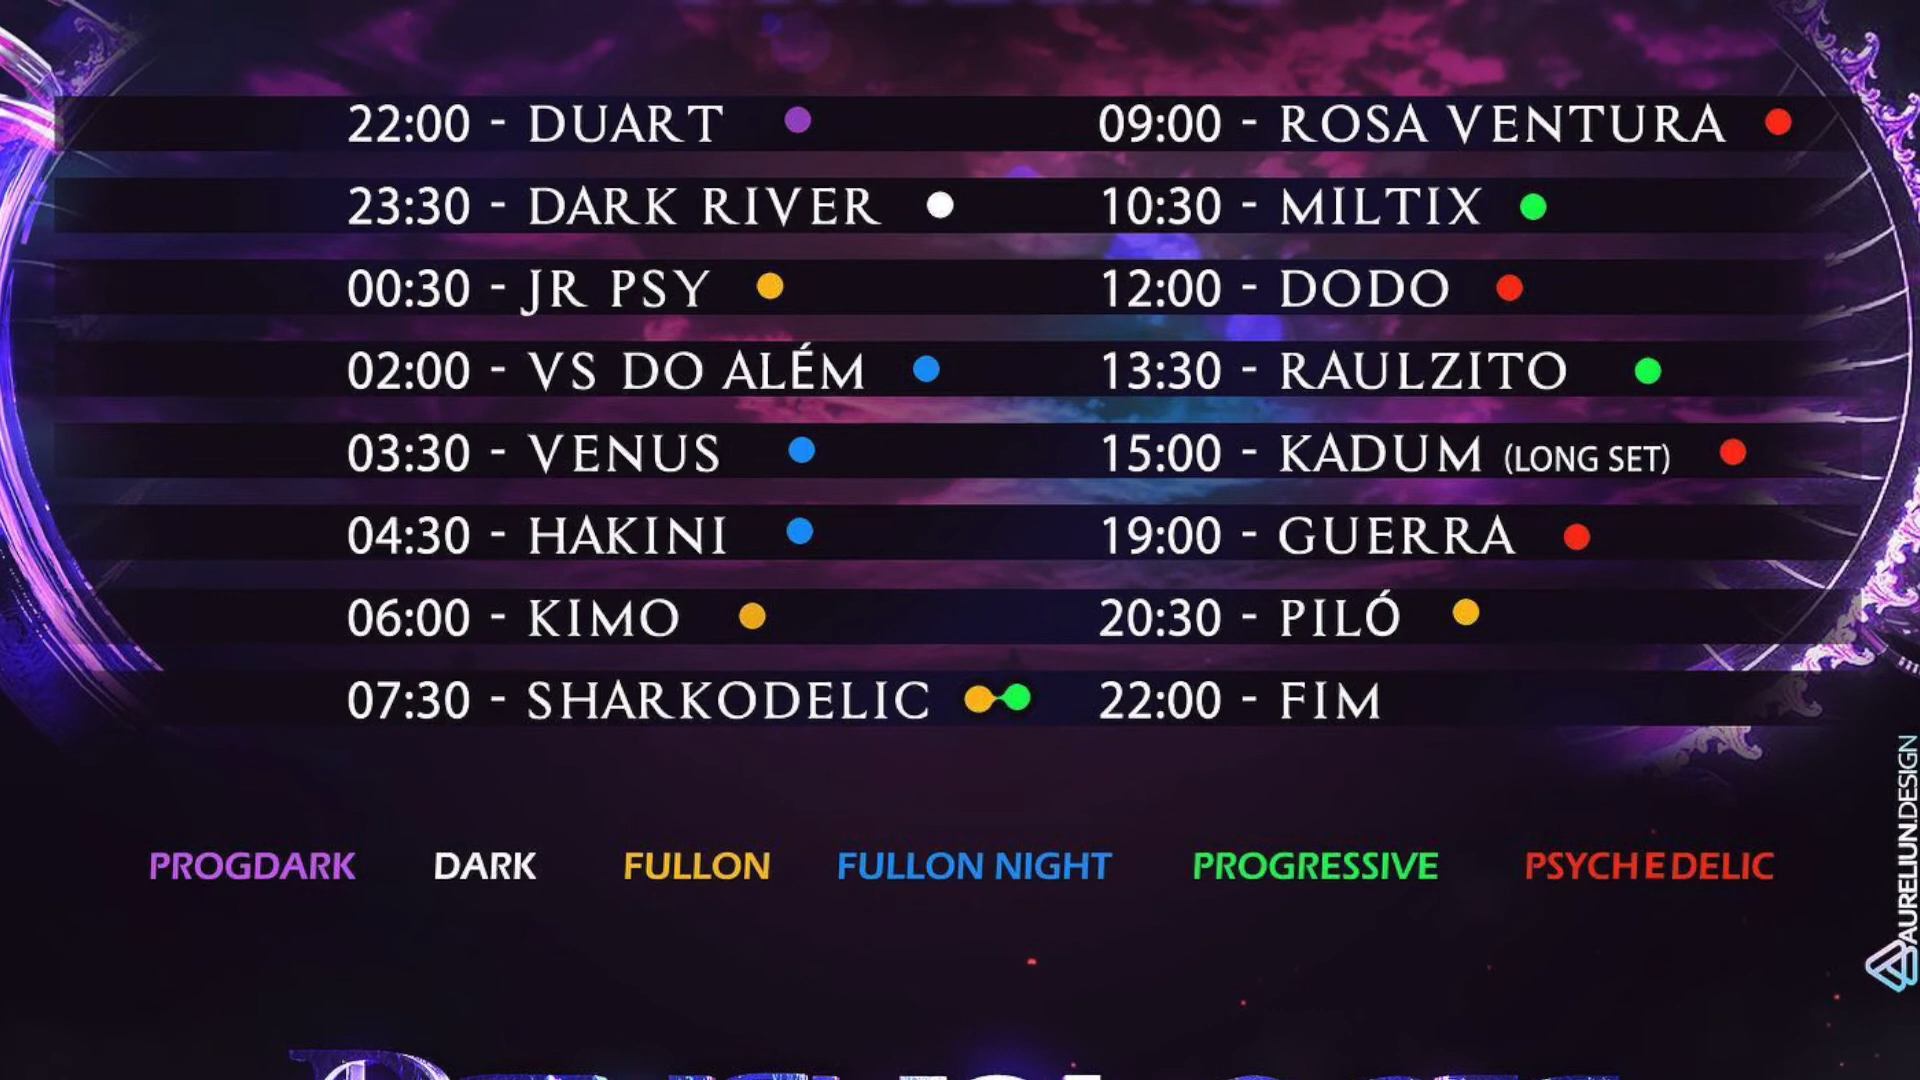 22:00 - DUART
23:30 - DARK RIVER
00:30 - JR PSY
02:00 - VS DO ALÉM
03:30 - VENUS
04:30 - HAKINI
06:00 - KIMO
07:30 - SHARKODELIC
09:00 - ROSA VENTURA
10:30 - MILTIX
12:00 - DODO
13:30 - RAULZITO
15:00 - KADUM (LONG SET)
19:00 - GUERRA
20:30 - PILÓ
22:00 - FIM
PROGDARK DARK FULLON FULLON NIGHT PROGRESSIVE PSYCHEDELIC
AURELIUN.DESIGN